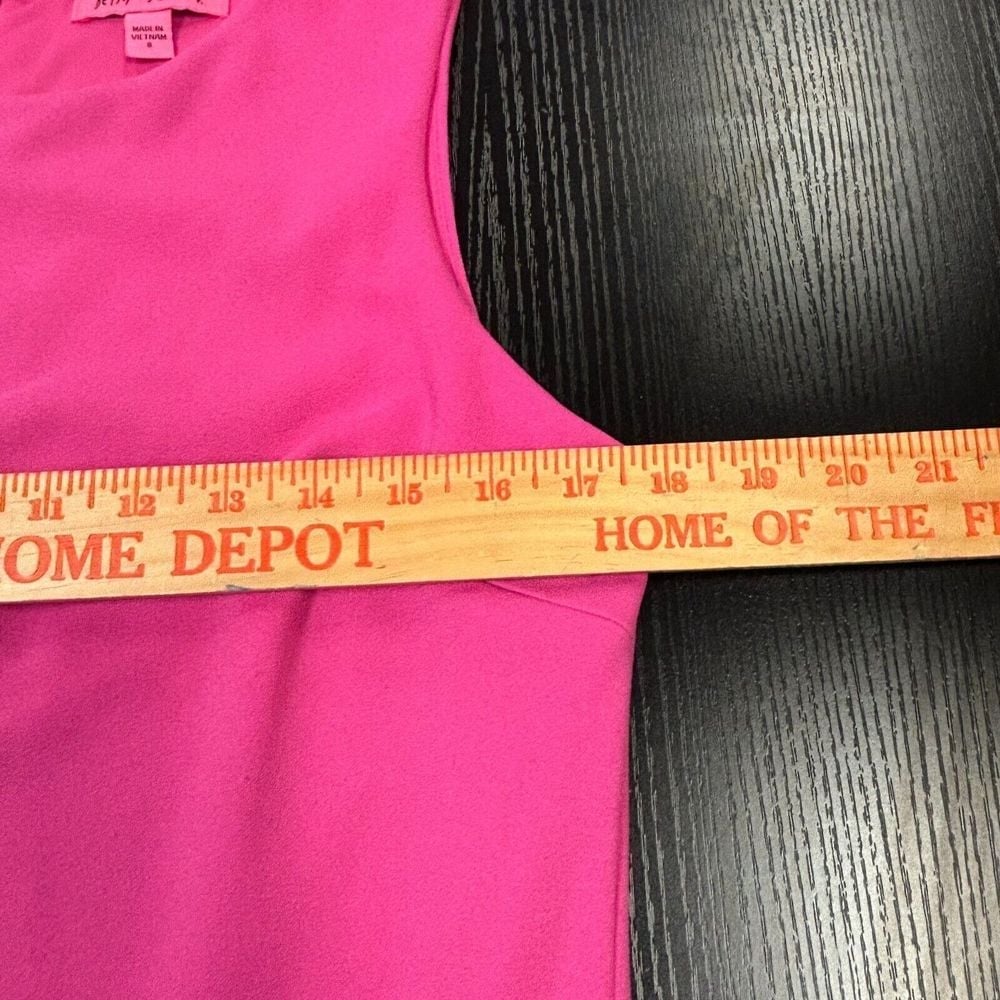 MADE IN
VIETNAM
8
11 12 13 14 15 16 17 18 19 20 21
HOME DEPOT HOME OF THE